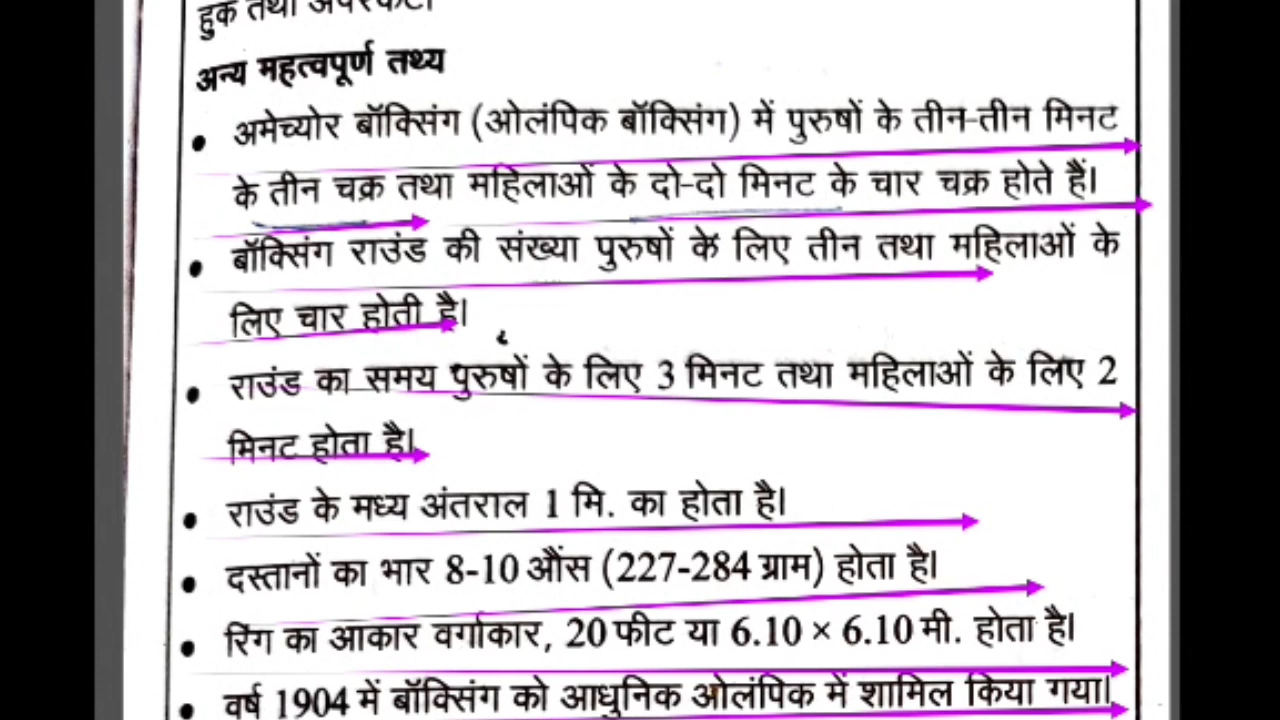 हुक तथा अपरकट।
अन्य महत्वपूर्ण तथ्य
• अमेच्योर बॉक्सिंग (ओलंपिक बॉक्सिंग) में पुरुषों के तीन-तीन मिनट
के तीन चक्र तथा महिलाओं के दो-दो मिनट के चार चक्र होते हैं।
• बॉक्सिंग राउंड की संख्या पुरुषों के लिए तीन तथा महिलाओं के
लिए चार होती है।
• राउंड का समय पुरुषों के लिए 3 मिनट तथा महिलाओं के लिए 2
मिनट होता है।
• राउंड के मध्य अंतराल 1 मि. का होता है।
• दस्तानों का भार 8-10 औंस (227-284 ग्राम) होता है।
• रिंग का आकार वर्गाकार, 20 फीट या 6.10 × 6.10 मी. होता है।
• वर्ष 1904 में बॉक्सिंग को आधुनिक ओलंपिक में शामिल किया गया।